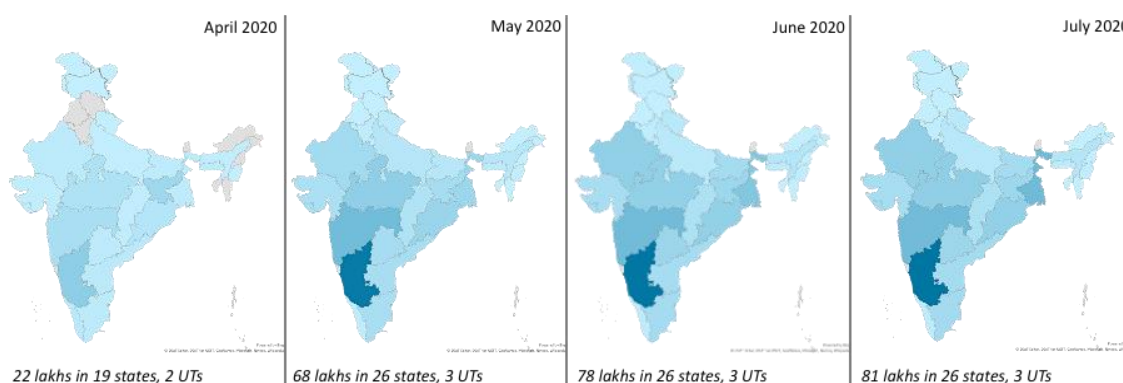 April 2020
May 2020
June 2020
July 2020
22 lakhs in 19 states, 2 UTs
68 lakhs in 26 states, 3 UTs
78 lakhs in 26 states, 3 UTs
81 lakhs in 26 states, 3 UTs